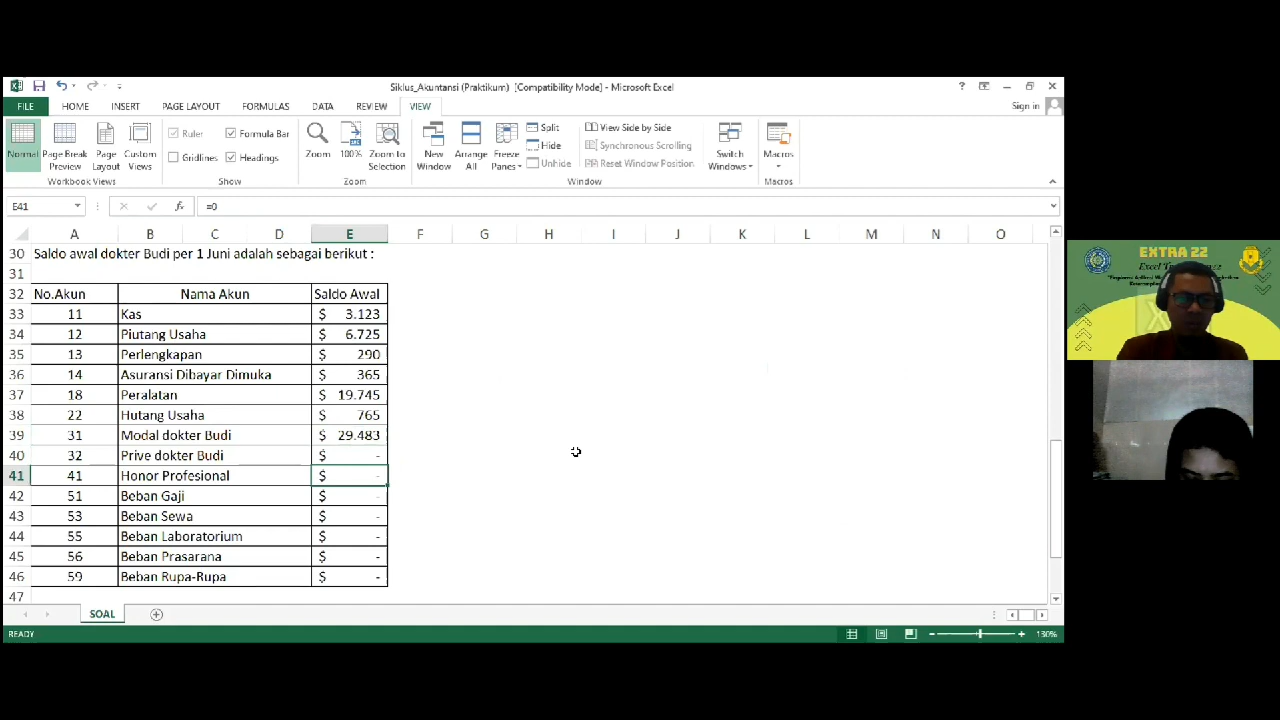 Siklus_Akuntansi (Praktikum) [Compatibility Mode] - Microsoft Excel
FILE HOME INSERT PAGE LAYOUT FORMULAS DATA REVIEW VIEW Sign in
Normal Page Break Preview Page Layout Custom Views
Workbook Views
Ruler Formula Bar
Gridlines Headings
Show
Zoom 100% Zoom to Selection
Zoom
New Window Arrange All Freeze Panes
Split
Hide
Unhide
View Side by Side
Synchronous Scrolling
Reset Window Position
Window
Switch Windows
Macros
Macros
E41 fx =0
A B C D E F G H I J K L M N O
30 Saldo awal dokter Budi per 1 Juni adalah sebagai berikut :
31
32 No.Akun Nama Akun Saldo Awal
33 11 Kas $ 3.123
34 12 Piutang Usaha $ 6.725
35 13 Perlengkapan $ 290
36 14 Asuransi Dibayar Dimuka $ 365
37 18 Peralatan $ 19.745
38 22 Hutang Usaha $ 765
39 31 Modal dokter Budi $ 29.483
40 32 Prive dokter Budi $ -
41 41 Honor Profesional $ -
42 51 Beban Gaji $ -
43 53 Beban Sewa $ -
44 55 Beban Laboratorium $ -
45 56 Beban Prasarana $ -
46 59 Beban Rupa-Rupa $ -
47
SOAL
READY 130%
EXTRA 22